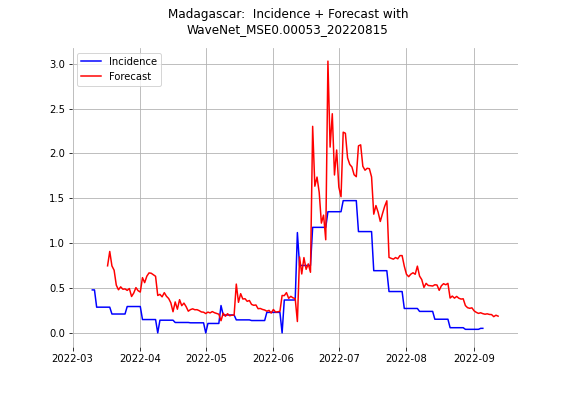 Madagascar:  Incidence + Forecast with
WaveNet_MSE0.00053_20220815
Incidence
Forecast
3.0
2.5
2.0
1.5
1.0
0.5
0.0
2022-03 2022-04 2022-05 2022-06 2022-07 2022-08 2022-09